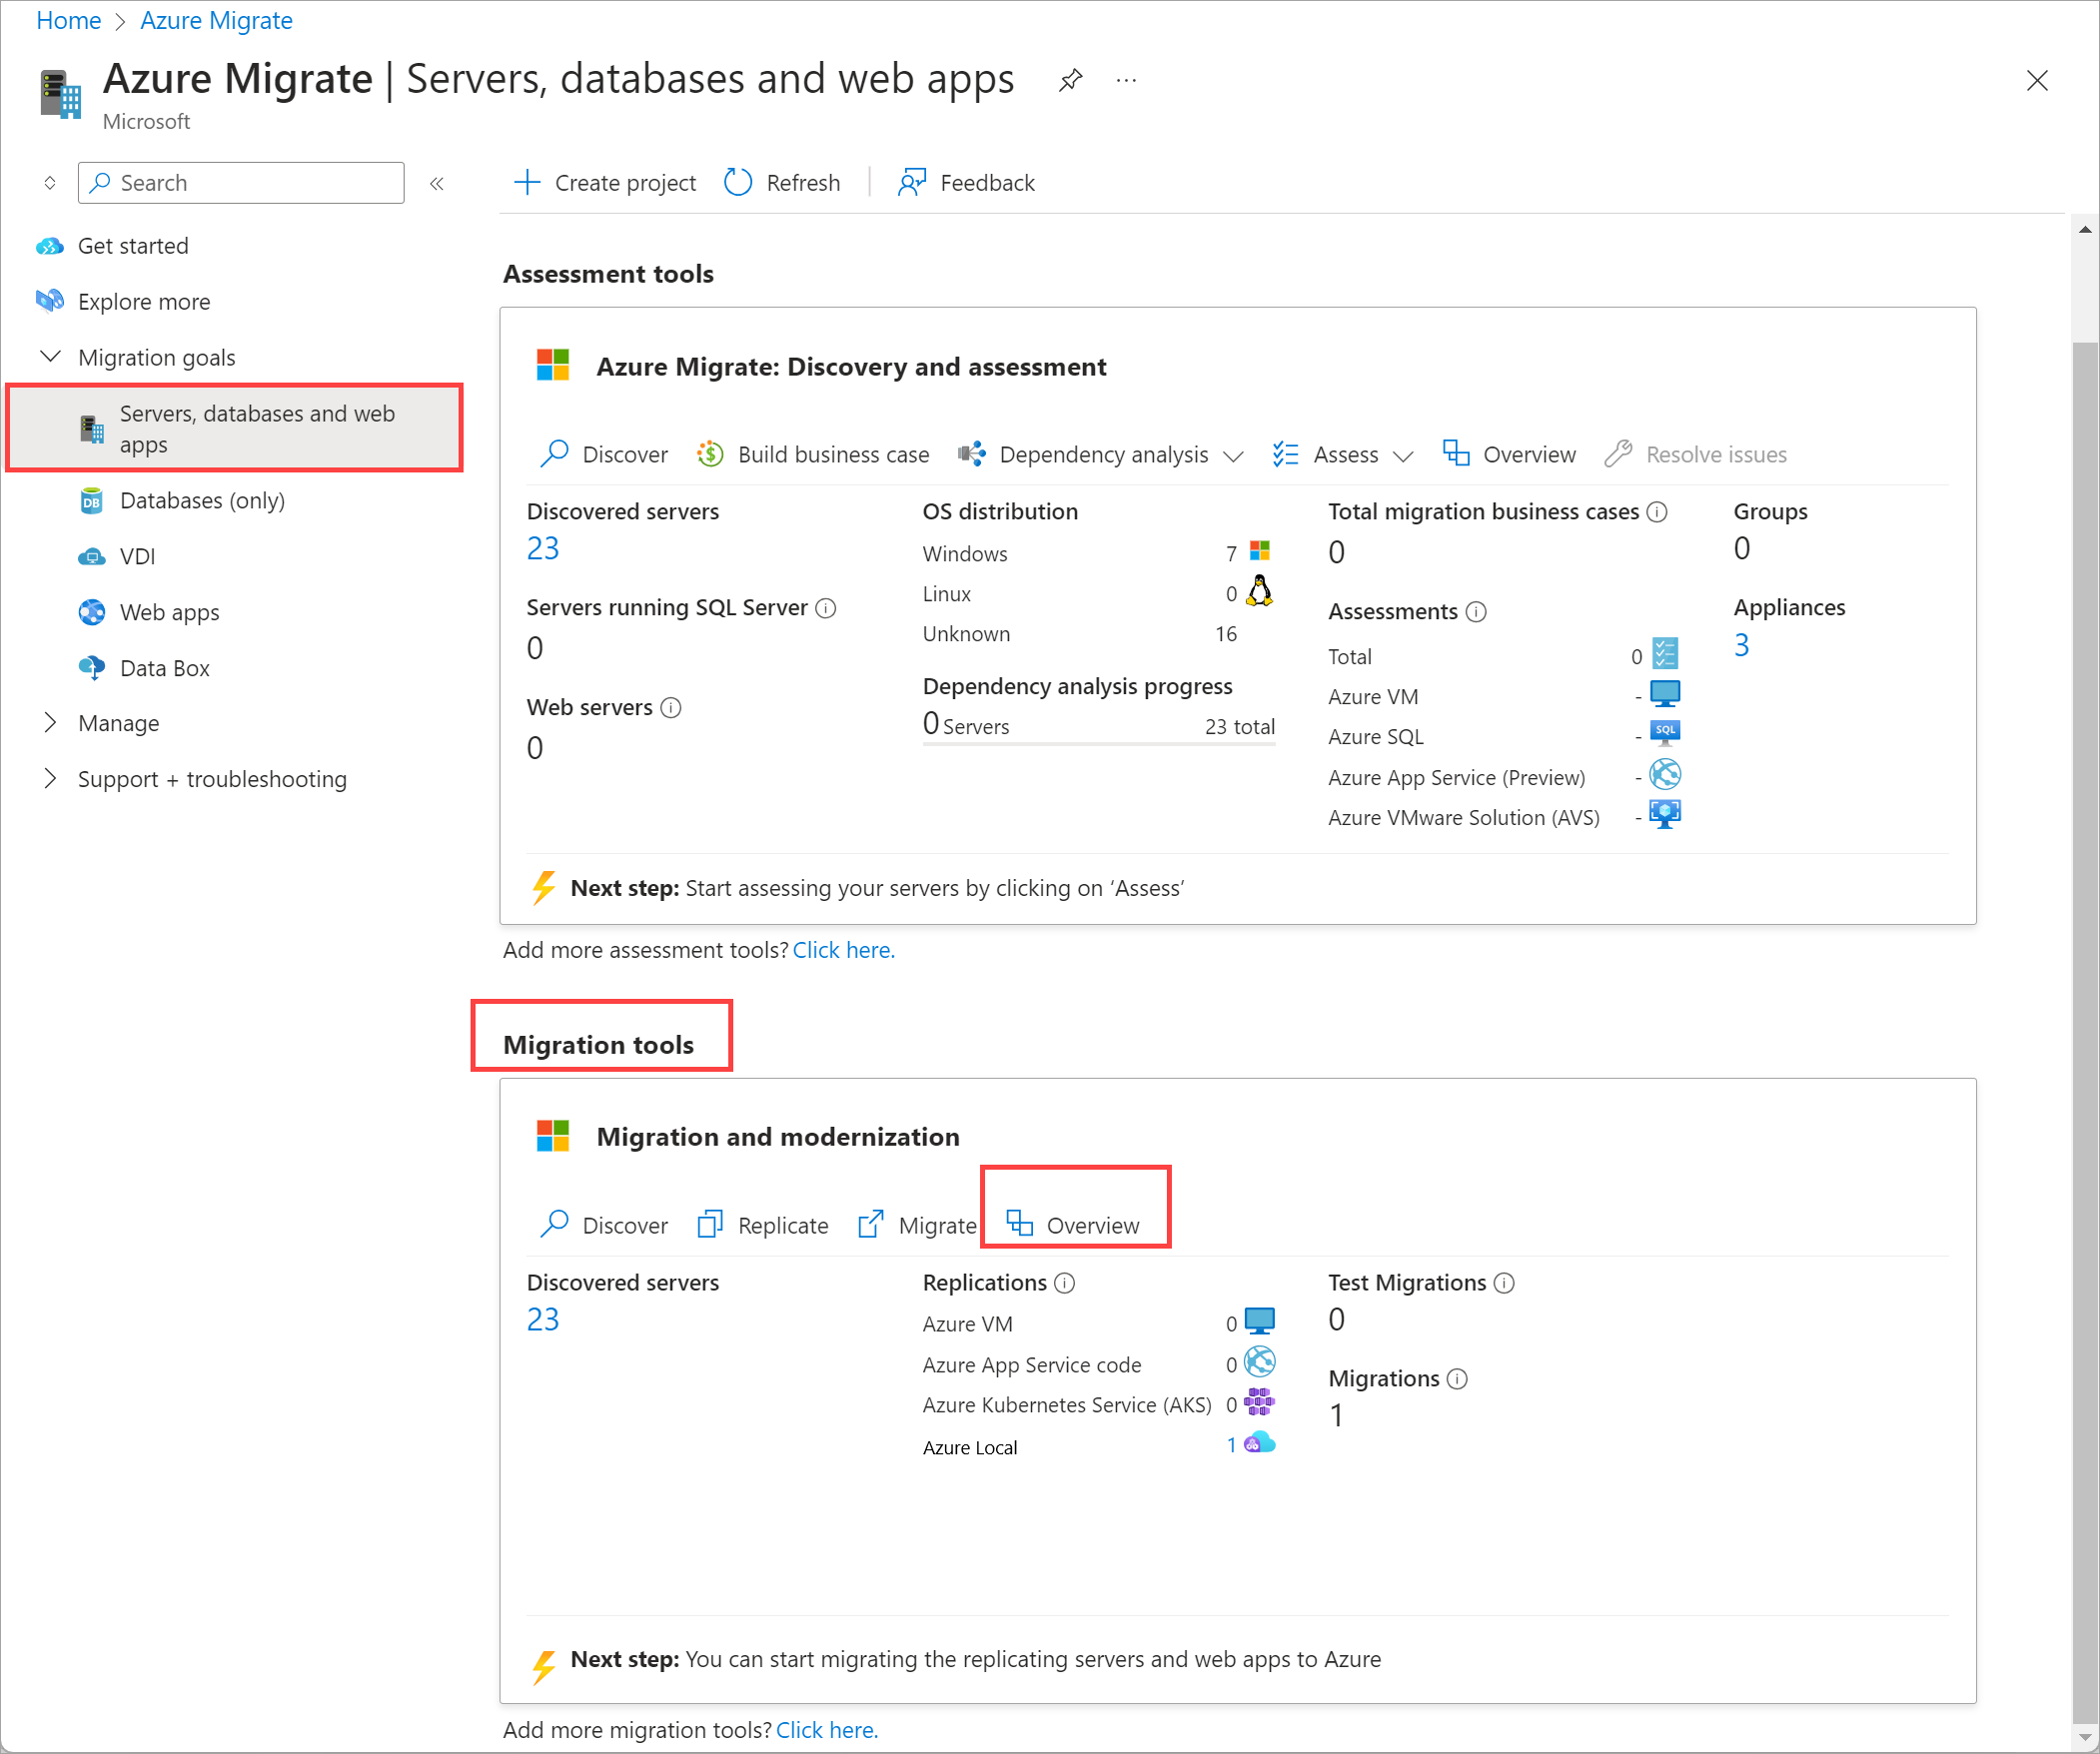 Home > Azure Migrate
Azure Migrate | Servers, databases and web apps
Microsoft
Search
Create project
Refresh
Feedback
Get started
Explore more
Migration goals
Servers, databases and web
apps
Databases (only)
VDI
Web apps
Data Box
Manage
Support + troubleshooting
Assessment tools
Azure Migrate: Discovery and assessment
Discover
Build business case
Dependency analysis
Assess
Overview
Resolve issues
Discovered servers
23
Servers running SQL Server
0
Web servers
0
OS distribution
Windows 7
Linux 0
Unknown 16
Dependency analysis progress
0 Servers 23 total
Total migration business cases
0
Assessments
Total 0
Azure VM -
Azure SQL - SQL
Azure App Service (Preview) -
Azure VMware Solution (AVS) -
Groups
0
Appliances
3
Next step: Start assessing your servers by clicking on ‘Assess’
Add more assessment tools? Click here.
Migration tools
Migration and modernization
Discover
Replicate
Migrate
Overview
Discovered servers
23
Replications
Azure VM 0
Azure App Service code 0
Azure Kubernetes Service (AKS) 0
Azure Local 1
Test Migrations
0
Migrations
1
Next step: You can start migrating the replicating servers and web apps to Azure
Add more migration tools? Click here.